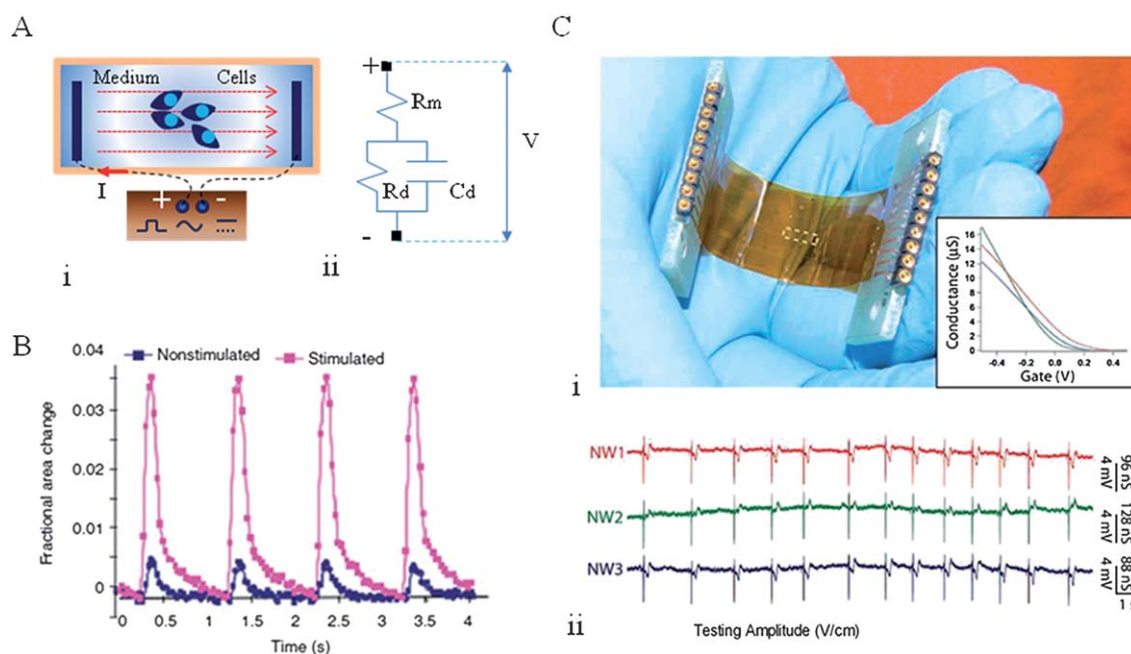 A
Medium Cells
I
+ -
i
+
Rm
Rd Cd
-
V
ii
B
Nonstimulated Stimulated
Fractional area change
0.04
0.03
0.02
0.01
0
0 0.5 1 1.5 2 2.5 3 3.5 4
Time (s)
C
Conductance (µS)
16
14
12
10
8
6
4
2
0
-0.4 -0.2 0.0 0.2 0.4
Gate (V)
i
NW1
96 nS
4 mV
NW2
128 nS
4 mV
NW3
88 nS
4 mV
1 s
ii
Testing Amplitude (V/cm)